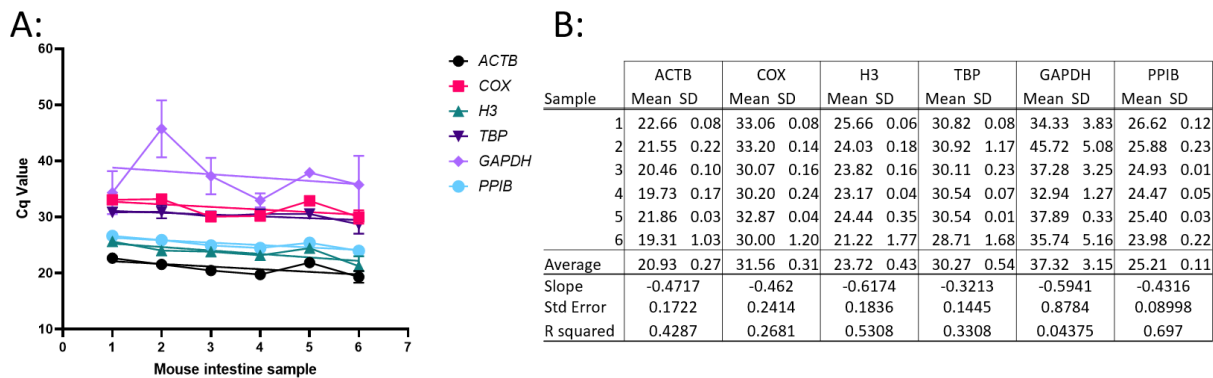 A:
60
50
40
30
20
10
0 1 2 3 4 5 6 7
Cq Value
Mouse intestine sample
ACTB
COX
H3
TBP
GAPDH
PPIB
B:
ACTB COX H3 TBP GAPDH PPIB
Sample Mean SD Mean SD Mean SD Mean SD Mean SD Mean SD
1 22.66 0.08 33.06 0.08 25.66 0.06 30.82 0.08 34.33 3.83 26.62 0.12
2 21.55 0.22 33.20 0.14 24.03 0.18 30.92 1.17 45.72 5.08 25.88 0.23
3 20.46 0.10 30.07 0.16 23.82 0.16 30.11 0.23 37.28 3.25 24.93 0.01
4 19.73 0.17 30.20 0.24 23.17 0.04 30.54 0.07 32.94 1.27 24.47 0.05
5 21.86 0.03 32.87 0.04 24.44 0.35 30.54 0.01 37.89 0.33 25.40 0.03
6 19.31 1.03 30.00 1.20 21.22 1.77 28.71 1.68 35.74 5.16 23.98 0.22
Average 20.93 0.27 31.56 0.31 23.72 0.43 30.27 0.54 37.32 3.15 25.21 0.11
Slope -0.4717 -0.462 -0.6174 -0.3213 -0.5941 -0.4316
Std Error 0.1722 0.2414 0.1836 0.1445 0.8784 0.08998
R squared 0.4287 0.2681 0.5308 0.3308 0.04375 0.697